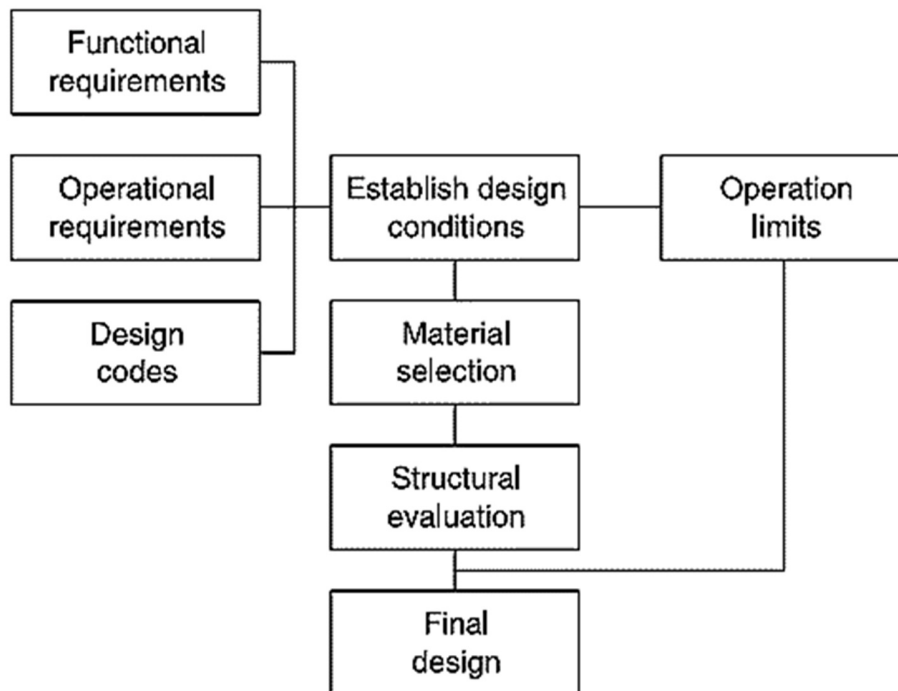 Functional
requirements
Operational
requirements
Establish design
conditions
Operation
limits
Design
codes
Material
selection
Structural
evaluation
Final
design